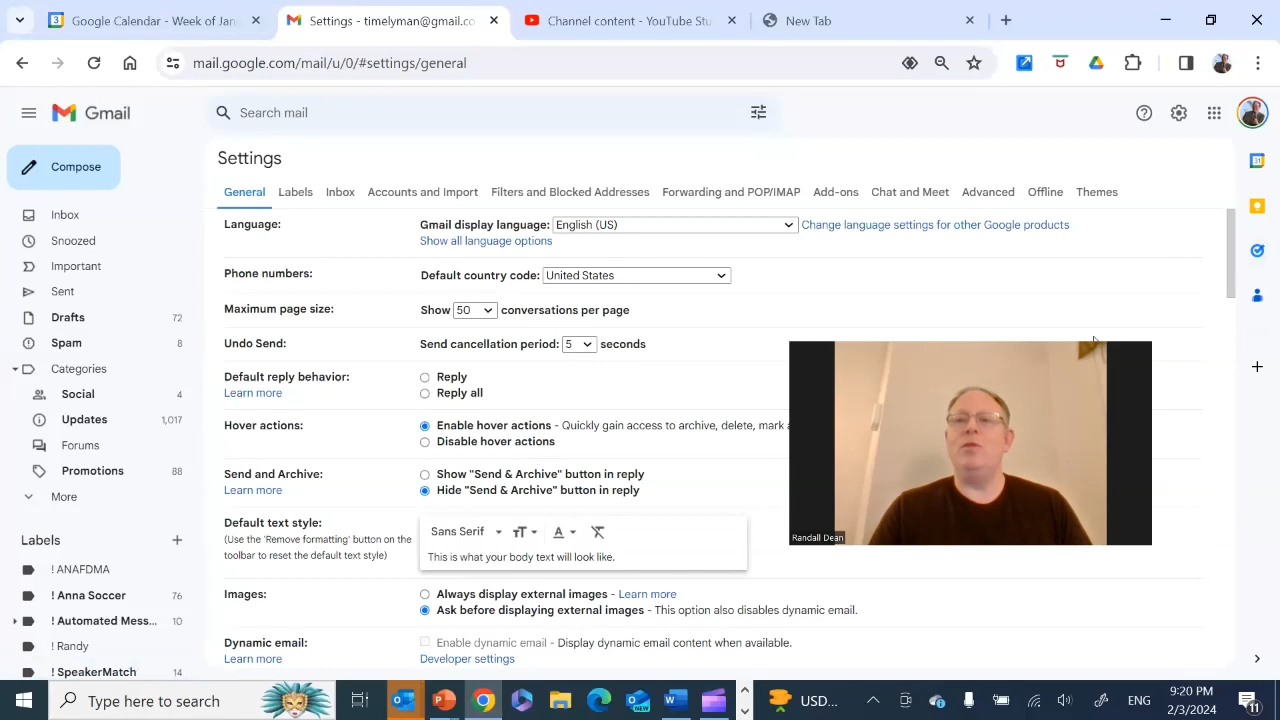 Google Calendar - Week of Jan
Settings - timelyman@gmail.co
Channel content - YouTube Stu
New Tab
mail.google.com/mail/u/0/#settings/general
Gmail
Search mail
Compose
Inbox
Snoozed
Important
Sent
Drafts 72
Spam 8
Categories
Social 4
Updates 1,017
Forums
Promotions 88
More
Labels
! ANAFDMA
! Anna Soccer 76
! Automated Mess... 10
! Randy
! SpeakerMatch 14
Settings
General Labels Inbox Accounts and Import Filters and Blocked Addresses Forwarding and POP/IMAP Add-ons Chat and Meet Advanced Offline Themes
Language: Gmail display language: English (US) Change language settings for other Google products
Show all language options
Phone numbers: Default country code: United States
Maximum page size: Show 50 conversations per page
Undo Send: Send cancellation period: 5 seconds
Default reply behavior: Reply
Learn more Reply all
Hover actions: Enable hover actions - Quickly gain access to archive, delete, mark a
Disable hover actions
Send and Archive: Show "Send & Archive" button in reply
Learn more Hide "Send & Archive" button in reply
Default text style: Sans Serif
(Use the 'Remove formatting' button on the
toolbar to reset the default text style) This is what your body text will look like.
Images: Always display external images - Learn more
Ask before displaying external images - This option also disables dynamic email.
Dynamic email: Enable dynamic email - Display dynamic email content when available.
Learn more Developer settings
Randall Dean
Type here to search
USD...
ENG
9:20 PM
2/3/2024
11